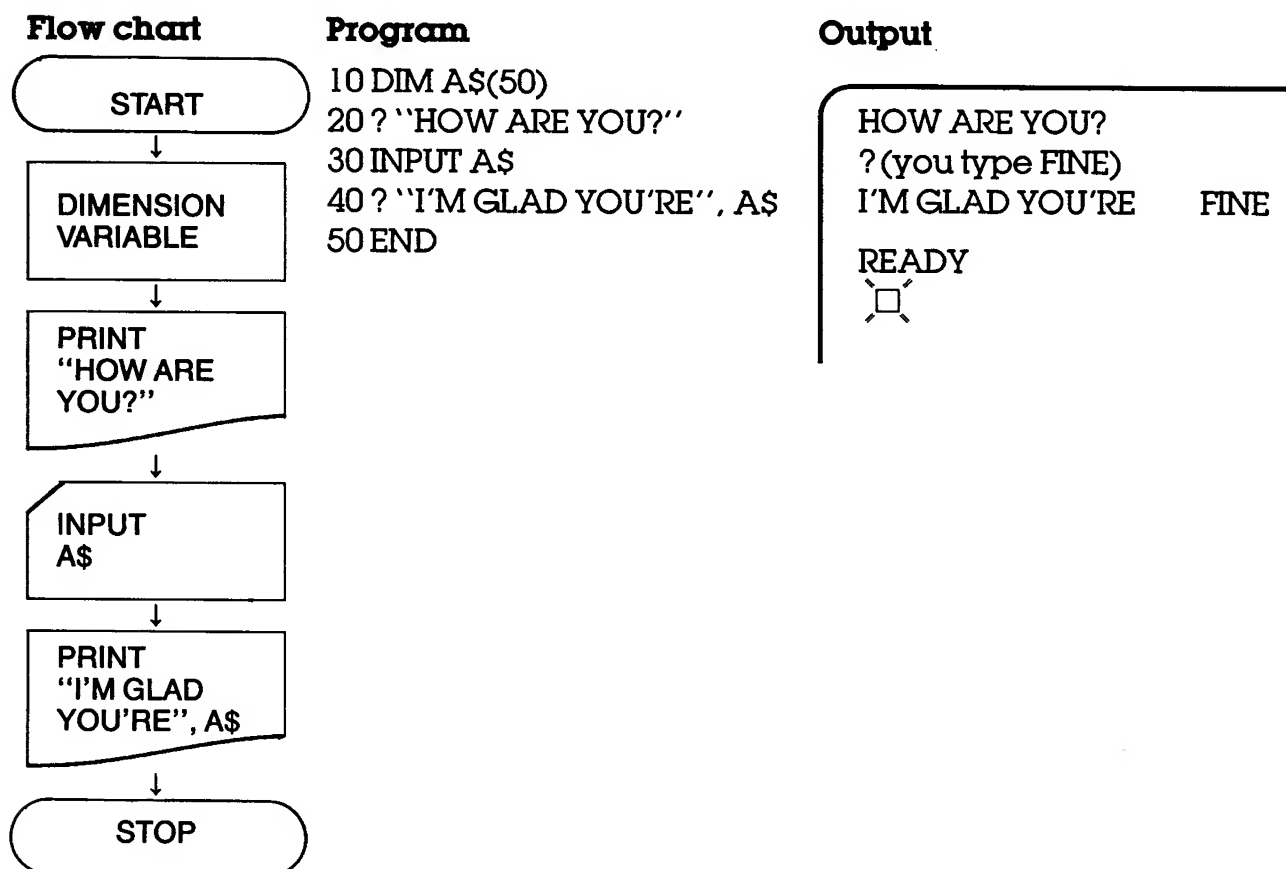 Flow chart
START
DIMENSION
VARIABLE
PRINT
“HOW ARE
YOU?”
INPUT
A$
PRINT
“I’M GLAD
YOU’RE”, A$
STOP
Program
10 DIM A$(50)
20 ? ``HOW ARE YOU?''
30 INPUT A$
40 ? ``I'M GLAD YOU'RE'', A$
50 END
Output
HOW ARE YOU?
? (you type FINE)
I'M GLAD YOU'RE FINE
READY